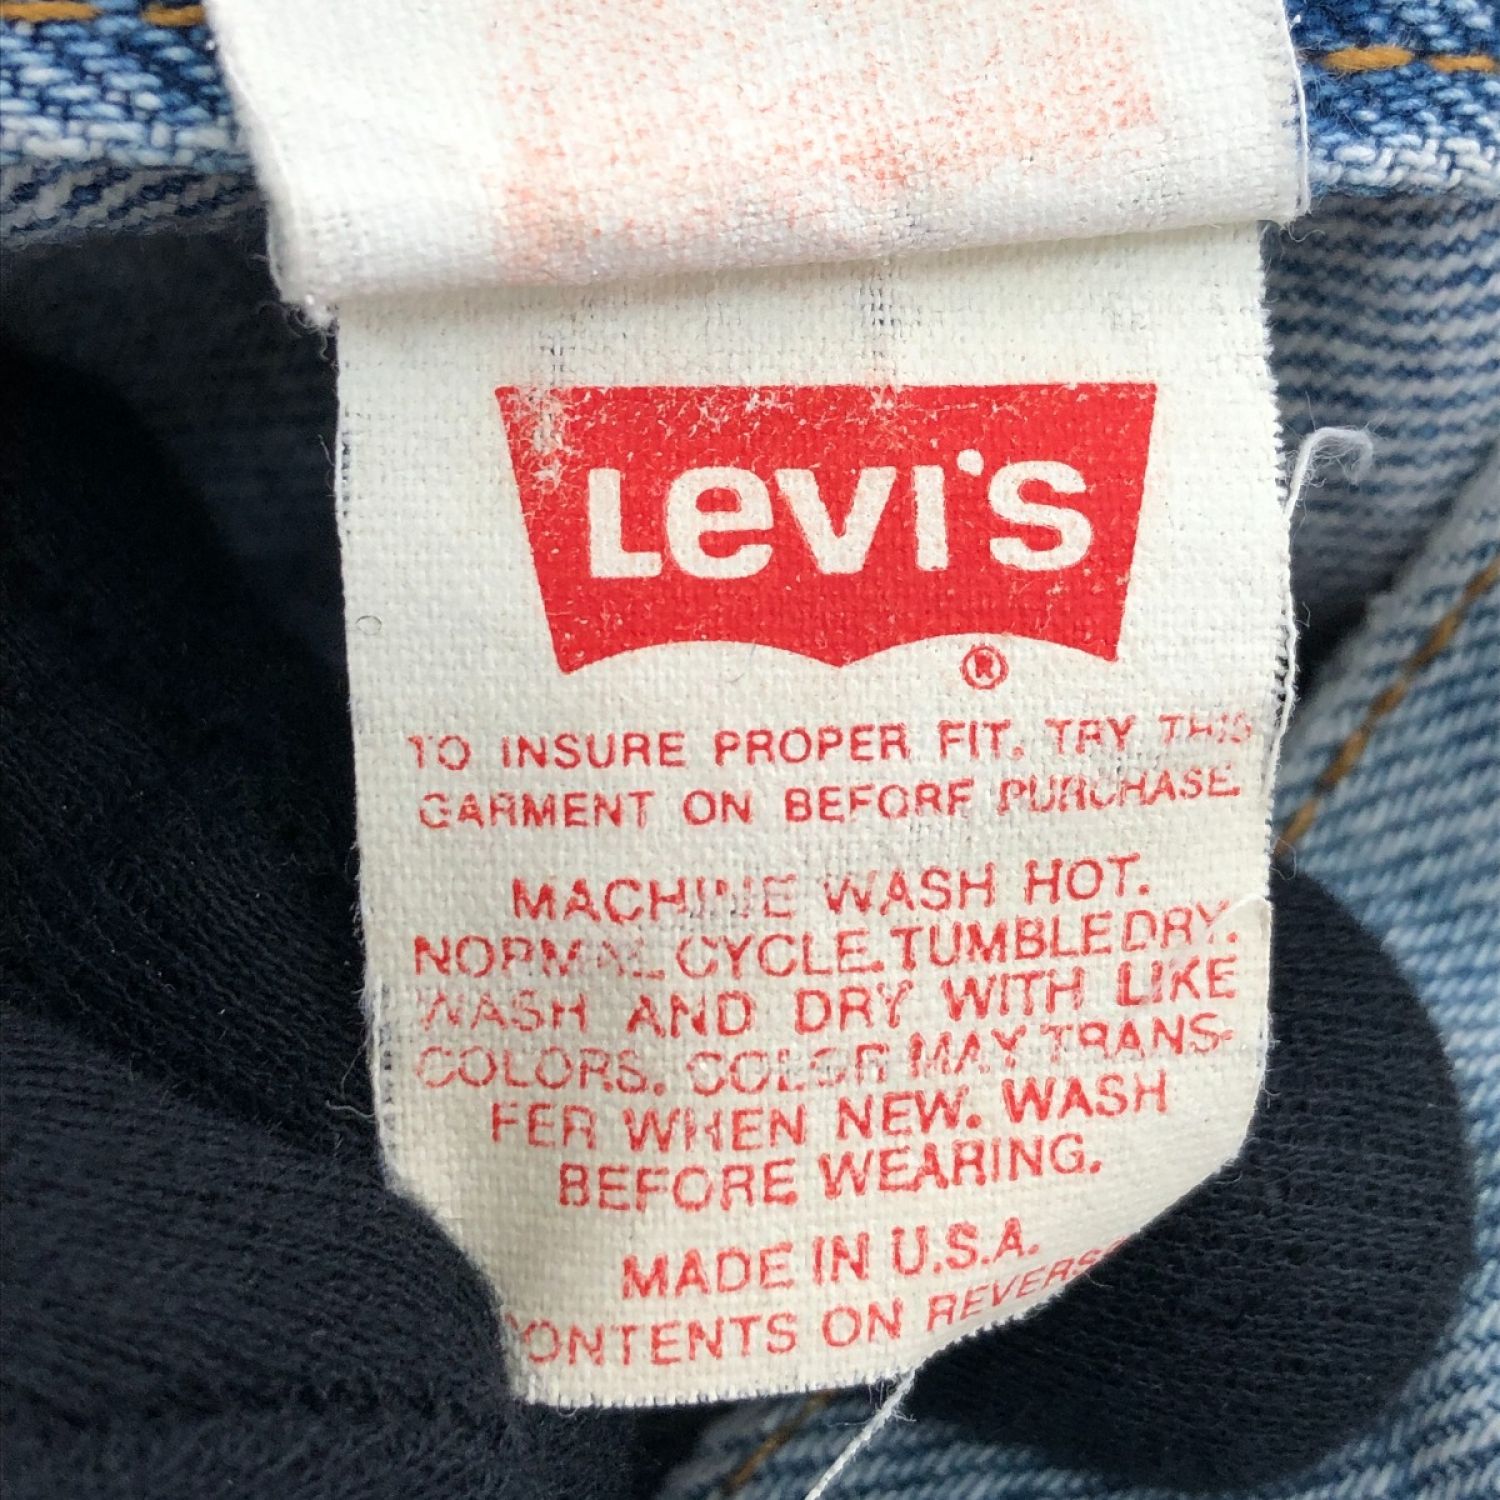 Levi's
®
TO INSURE PROPER FIT, TRY THIS
GARMENT ON BEFORE PURCHASE.
MACHINE WASH HOT.
NORMAL CYCLE. TUMBLE DRY.
WASH AND DRY WITH LIKE
COLORS. COLOR MAY TRANS-
FER WHEN NEW. WASH
BEFORE WEARING.
MADE IN U.S.A.
CONTENTS ON REVERSE